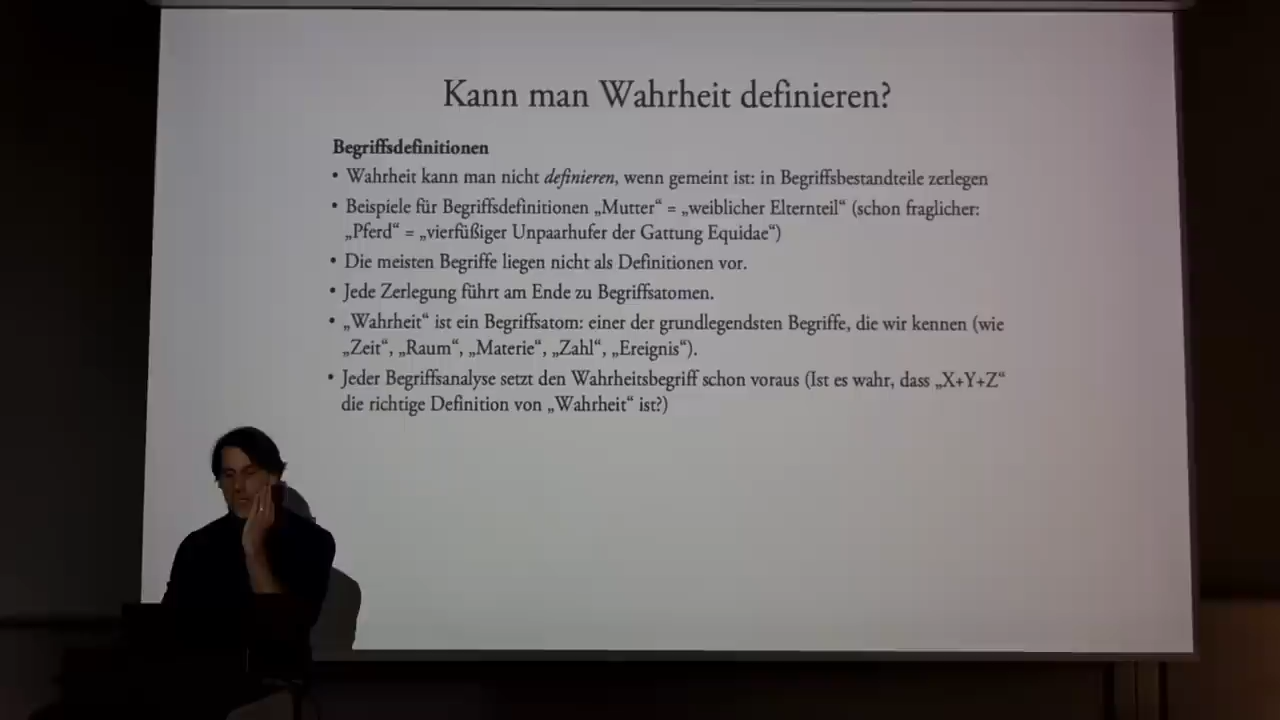 Kann man Wahrheit definieren?
Begriffsdefinitionen
• Wahrheit kann man nicht definieren, wenn gemeint ist: in Begriffsbestandteile zerlegen
• Beispiele für Begriffsdefinitionen „Mutter“ = „weiblicher Elternteil“ (schon fraglicher:
„Pferd“ = „vierfüßiger Unpaarhufer der Gattung Equidae“)
• Die meisten Begriffe liegen nicht als Definitionen vor.
• Jede Zerlegung führt am Ende zu Begriffsatomen.
• „Wahrheit“ ist ein Begriffsatom: einer der grundlegendsten Begriffe, die wir kennen (wie
„Zeit“, „Raum“, „Materie“, „Zahl“, „Ereignis“).
• Jeder Begriffsanalyse setzt den Wahrheitsbegriff schon voraus (Ist es wahr, dass „X+Y+Z“
die richtige Definition von „Wahrheit“ ist?)